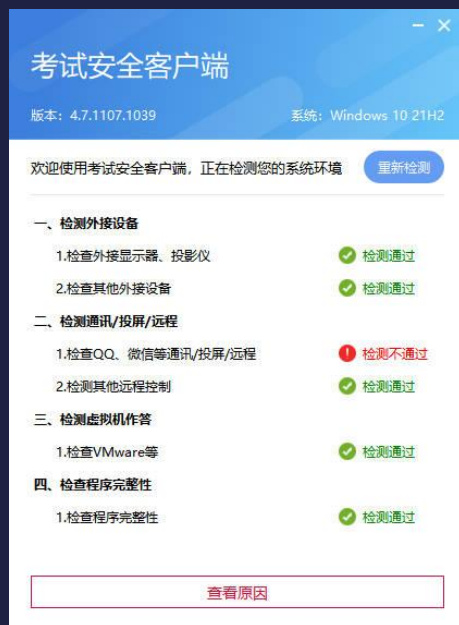 考试安全客户端
版本：4.7.1107.1039 系统：Windows 10 21H2
欢迎使用考试安全客户端，正在检测您的系统环境 重新检测
一、检测外接设备
1.检查外接显示器、投影仪 检测通过
2.检查其他外接设备 检测通过
二、检测通讯/投屏/远程
1.检查QQ、微信等通讯/投屏/远程 检测不通过
2.检测其他远程控制 检测通过
三、检测虚拟机作答
1.检查VMware等 检测通过
四、检查程序完整性
1.检查程序完整性 检测通过
查看原因